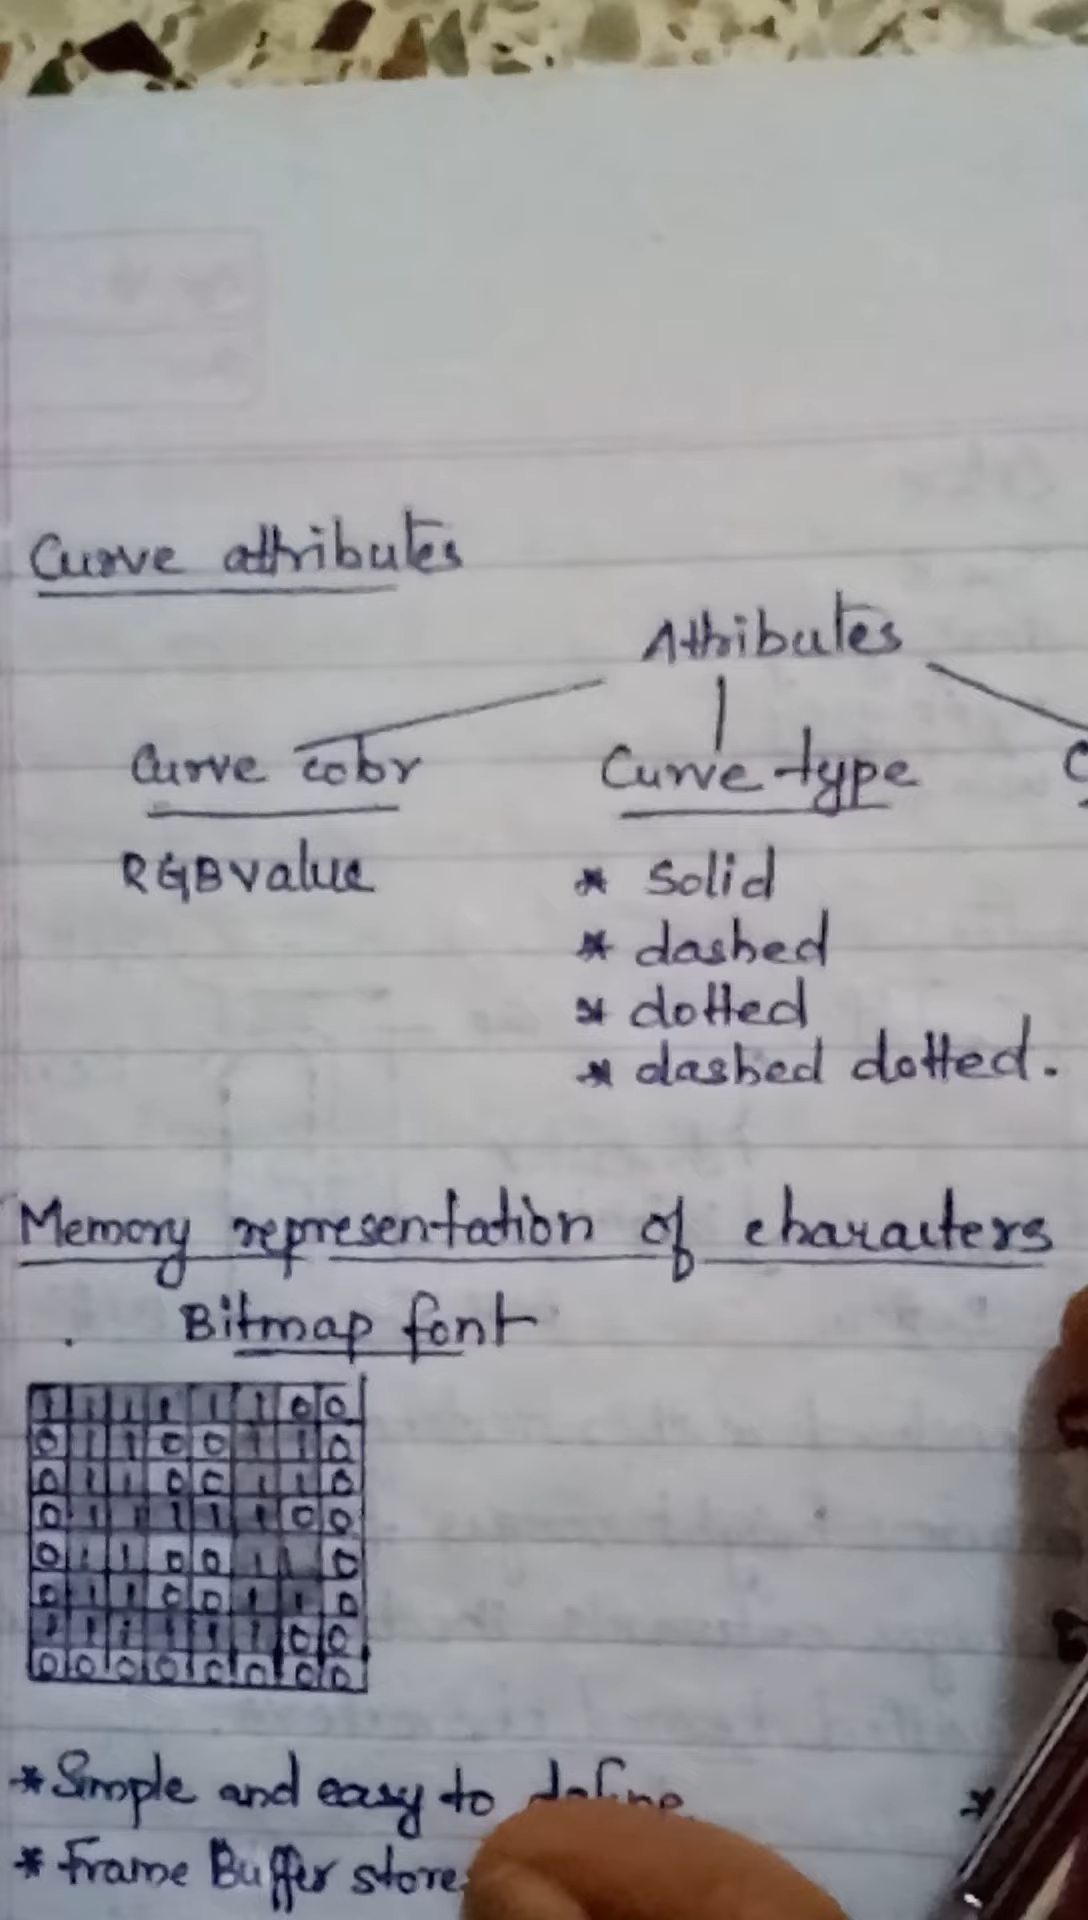 Curve attributes
Attributes
Curve color Curve type C
RGB value
* Solid
* dashed
* dotted
* dashed dotted.
Memory representation of characters
Bitmap font
1 1 1 1 1 1 0 0
0 1 1 0 0 1 1 0
0 1 1 0 0 1 1 0
0 1 1 1 1 1 0 0
0 1 1 0 0 1 1 0
0 1 1 0 0 1 1 0
1 1 1 1 1 1 0 0
0 0 0 0 0 0 0 0
* Simple and easy to define *
* Frame Buffer store